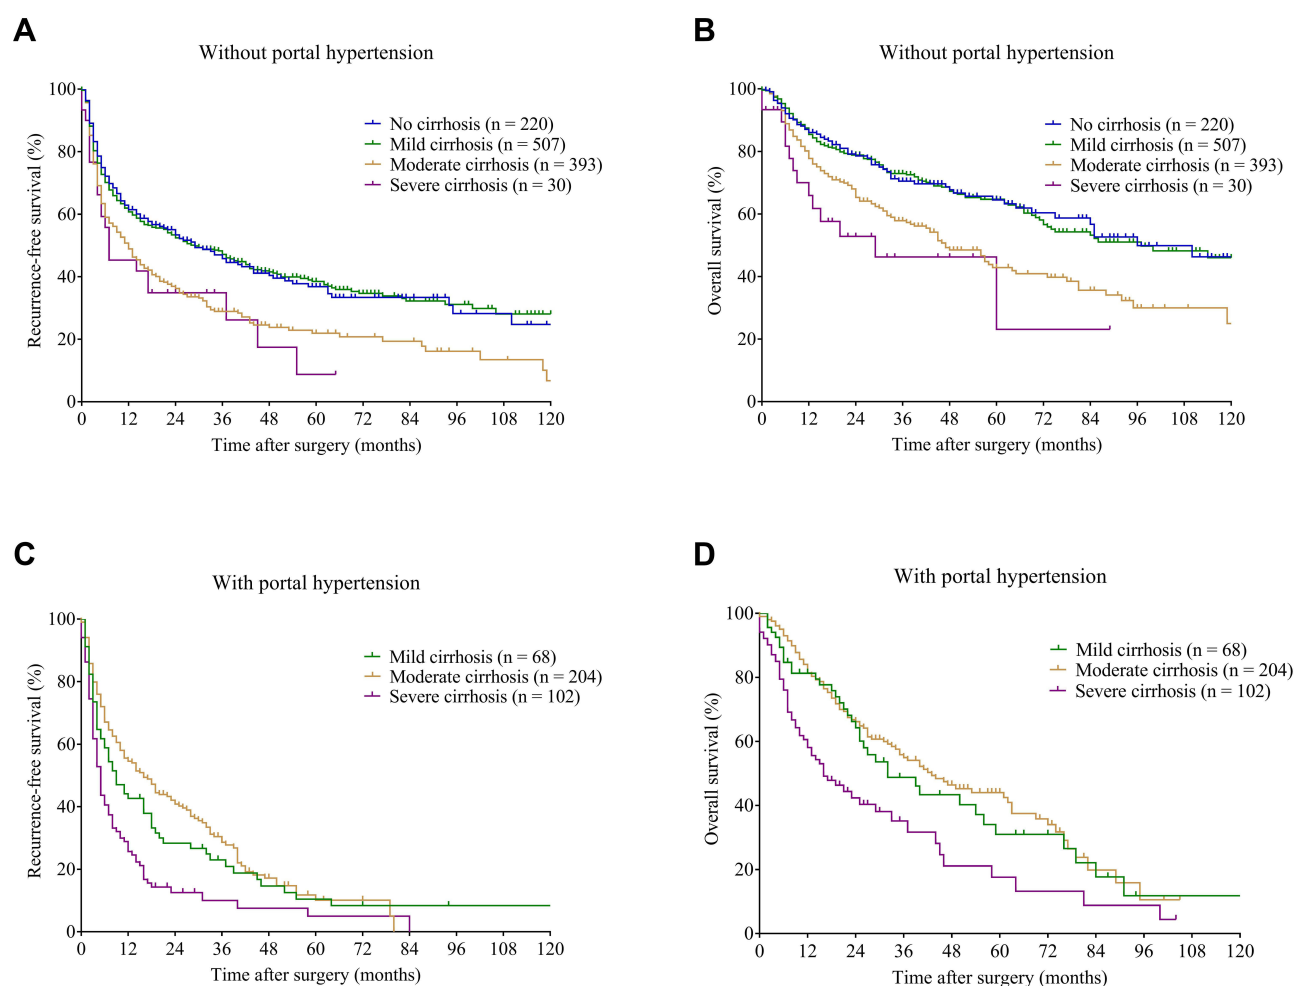 A
Without portal hypertension
Recurrence-free survival (%)
100
80
60
40
20
0
No cirrhosis (n = 220)
Mild cirrhosis (n = 507)
Moderate cirrhosis (n = 393)
Severe cirrhosis (n = 30)
0 12 24 36 48 60 72 84 96 108 120
Time after surgery (months)
B
Without portal hypertension
Overall survival (%)
100
80
60
40
20
0
No cirrhosis (n = 220)
Mild cirrhosis (n = 507)
Moderate cirrhosis (n = 393)
Severe cirrhosis (n = 30)
0 12 24 36 48 60 72 84 96 108 120
Time after surgery (months)
C
With portal hypertension
Recurrence-free survival (%)
100
80
60
40
20
0
Mild cirrhosis (n = 68)
Moderate cirrhosis (n = 204)
Severe cirrhosis (n = 102)
0 12 24 36 48 60 72 84 96 108 120
Time after surgery (months)
D
With portal hypertension
Overall survival (%)
100
80
60
40
20
0
Mild cirrhosis (n = 68)
Moderate cirrhosis (n = 204)
Severe cirrhosis (n = 102)
0 12 24 36 48 60 72 84 96 108 120
Time after surgery (months)